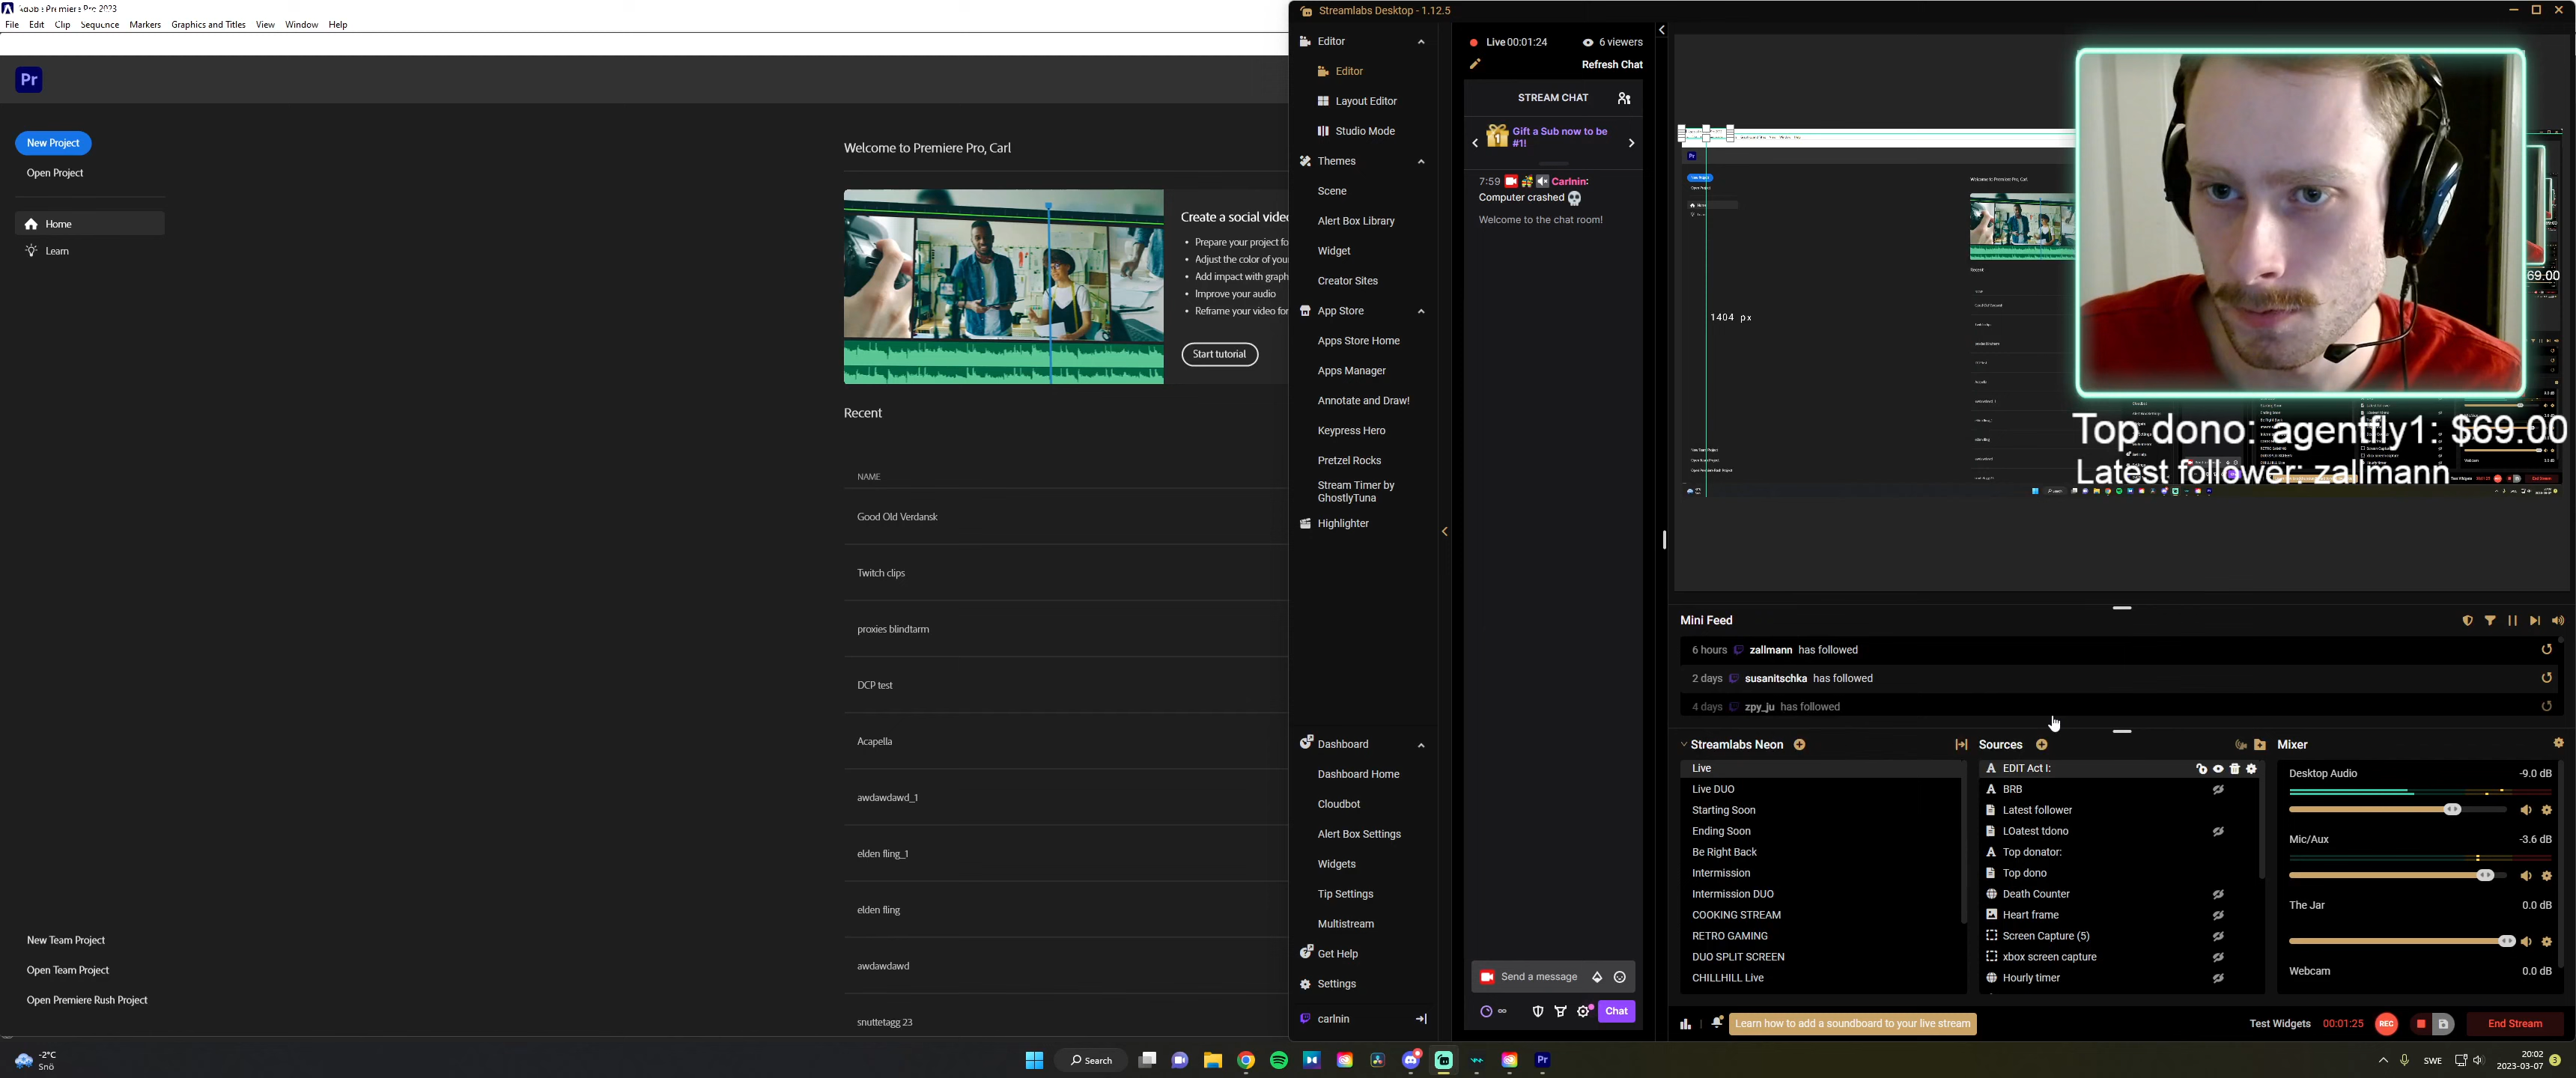 Adobe Premiere Pro 2023
File Edit Clip Sequence Markers Graphics and Titles View Window Help
Pr
New Project
Open Project
Home
Learn
New Team Project
Open Team Project
Open Premiere Rush Project
Welcome to Premiere Pro, Carl
Create a social vide
Prepare your project fo
Adjust the color of you
Add impact with graph
Improve your audio
Reframe your video for
Start tutorial
Recent
NAME
Good Old Verdansk
Twitch clips
proxies blindtarm
DCP test
Acapella
awdawdawd_1
elden fling_1
elden fling
awdawdawd
snuttetagg 23
Streamlabs Desktop - 1.12.5
Editor
Editor
Layout Editor
Studio Mode
Themes
Scene
Alert Box Library
Widget
Creator Sites
App Store
Apps Store Home
Apps Manager
Annotate and Draw!
Keypress Hero
Pretzel Rocks
Stream Timer by
GhostlyTuna
Highlighter
Dashboard
Dashboard Home
Cloudbot
Alert Box Settings
Widgets
Tip Settings
Multistream
Get Help
Settings
carlnin
Live 00:01:24 6 viewers
Refresh Chat
STREAM CHAT
Gift a Sub now to be
#1!
7:59 Carlnin:
Computer crashed
Welcome to the chat room!
Send a message
Chat
1404 px
69.00
Top dono: agentfly1: $69.00
Latest follower: zallmann
Mini Feed
6 hours zallmann has followed
2 days susanitschka has followed
4 days zpy_ju has followed
Streamlabs Neon
Live
Live DUO
Starting Soon
Ending Soon
Be Right Back
Intermission
Intermission DUO
COOKING STREAM
RETRO GAMING
DUO SPLIT SCREEN
CHILLHILL Live
Sources
EDIT Act I:
BRB
Latest follower
LOatest tdono
Top donator:
Top dono
Death Counter
Heart frame
Screen Capture (5)
xbox screen capture
Hourly timer
Mixer
Desktop Audio -9.0 dB
Mic/Aux -3.6 dB
The Jar 0.0 dB
Webcam 0.0 dB
Learn how to add a soundboard to your live stream
Test Widgets 00:01:25 REC End Stream
-2°C
Snö
Search
Pr
SWE
20:02
2023-03-07
3